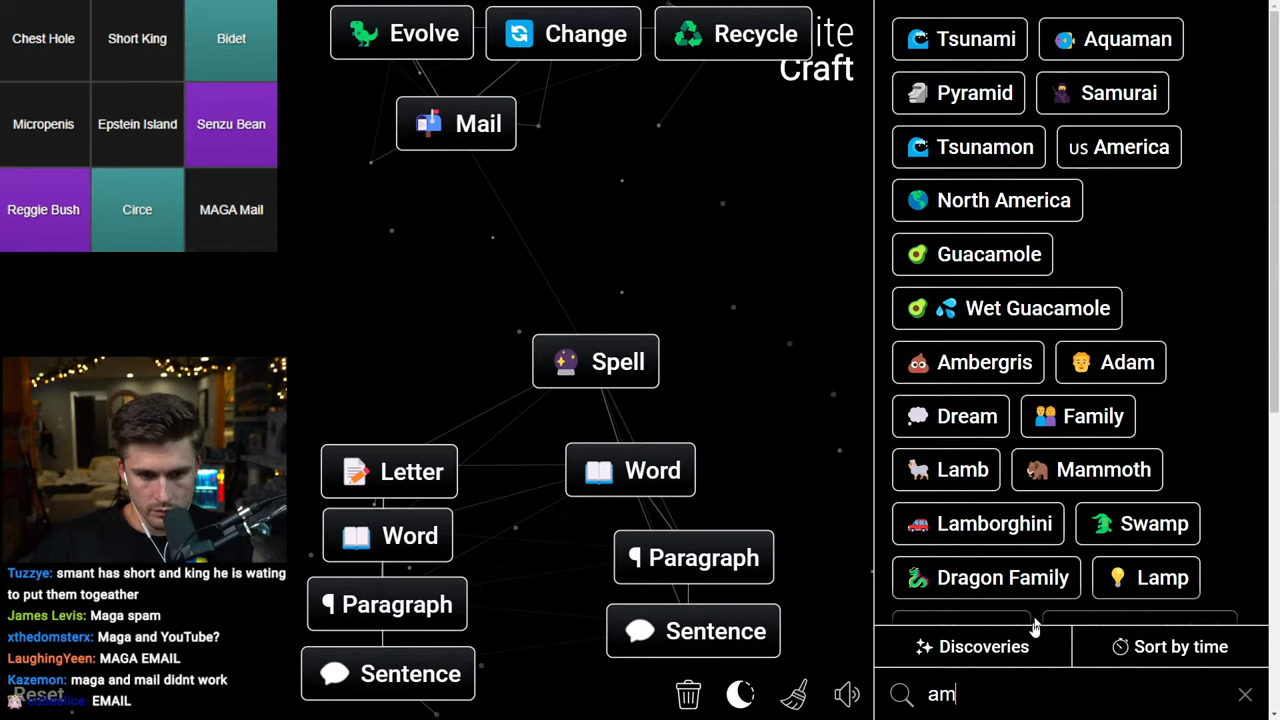 Chest Hole
Short King
Bidet
Micropenis
Epstein Island
Senzu Bean
Reggie Bush
Circe
MAGA Mail
Evolve
Change
Recycle
ite
Craft
Mail
Spell
Letter
Word
Word
Paragraph
Paragraph
Sentence
Sentence
Reset
Tuzzye: smant has short and king he is wating
to put them togeather
James Levis: Maga spam
xthedomsterx: Maga and YouTube?
LaughingYeen: MAGA EMAIL
Kazemon: maga and mail didnt work
EMAIL
Tsunami
Aquaman
Pyramid
Samurai
Tsunamon
US America
North America
Guacamole
Wet Guacamole
Ambergris
Adam
Dream
Family
Lamb
Mammoth
Lamborghini
Swamp
Dragon Family
Lamp
Discoveries
Sort by time
am